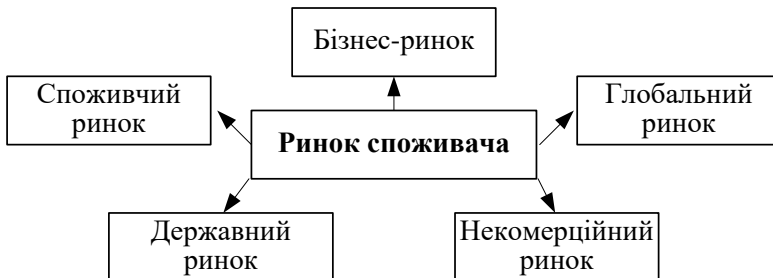 Бізнес-ринок
Споживчий
ринок
Глобальний
ринок
Ринок споживача
Державний
ринок
Некомерційний
ринок